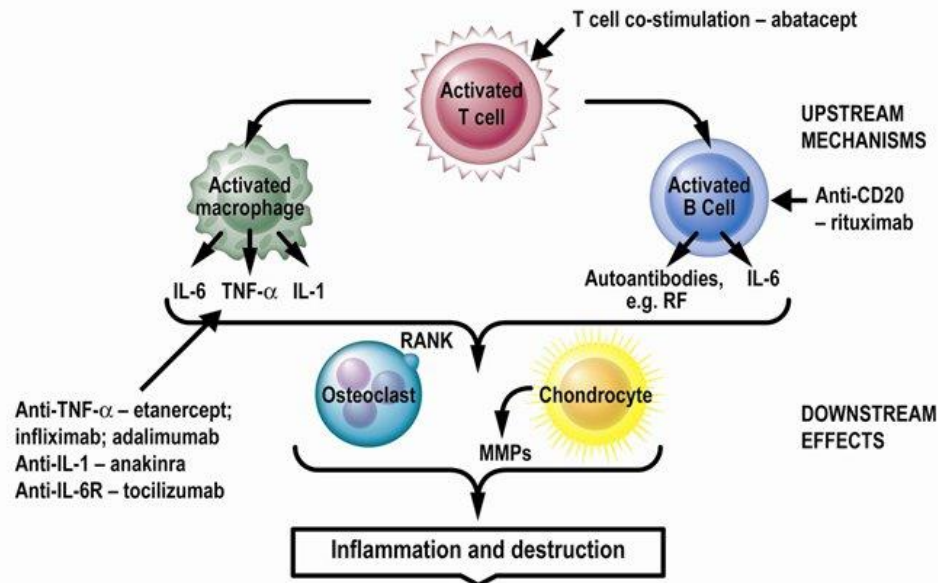 T cell co-stimulation – abatacept
Activated
T cell
UPSTREAM
MECHANISMS
Activated
macrophage
Activated
B Cell
Anti-CD20
– rituximab
IL-6 TNF-α IL-1
Autoantibodies,
e.g. RF
IL-6
RANK
Osteoclast
Chondrocyte
MMPs
Anti-TNF-α – etanercept;
infliximab; adalimumab
Anti-IL-1 – anakinra
Anti-IL-6R – tocilizumab
DOWNSTREAM
EFFECTS
Inflammation and destruction